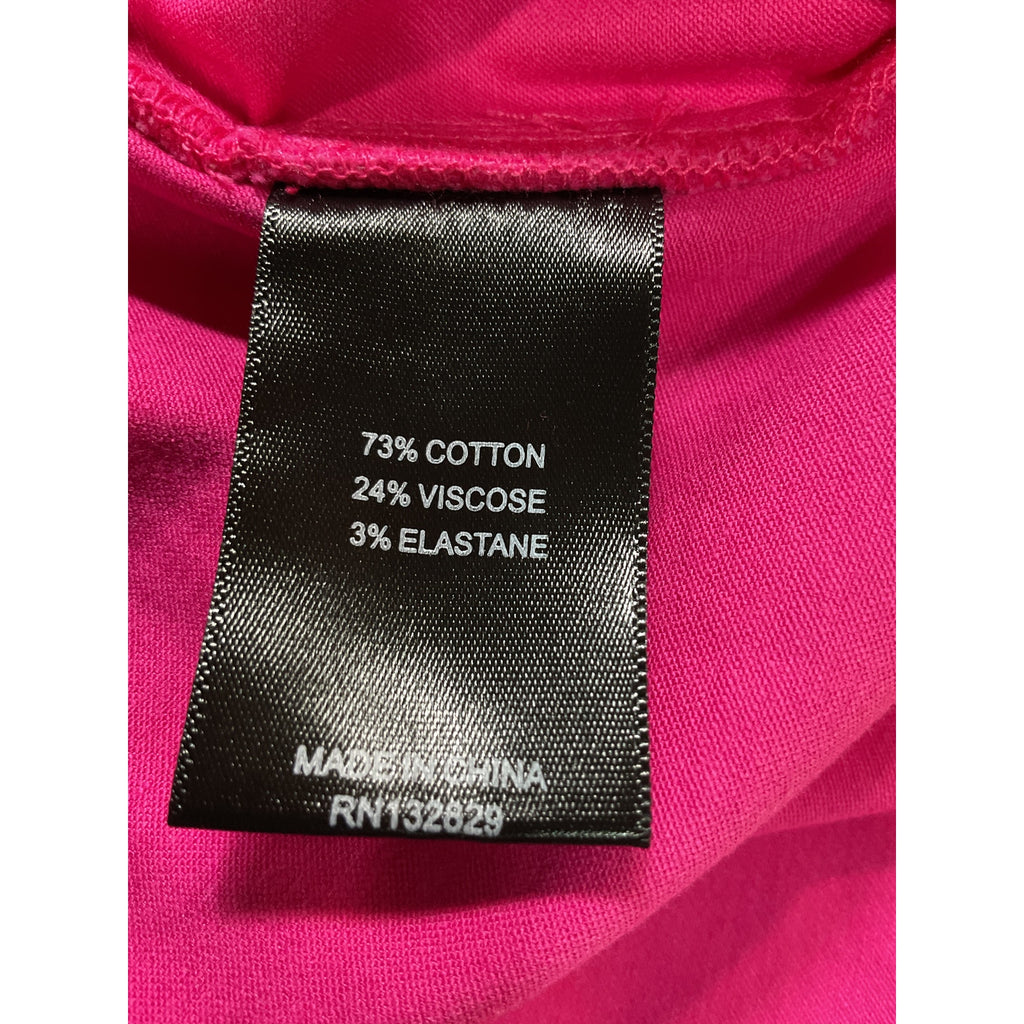 73% COTTON
24% VISCOSE
3% ELASTANE
MADE IN CHINA
RN132829